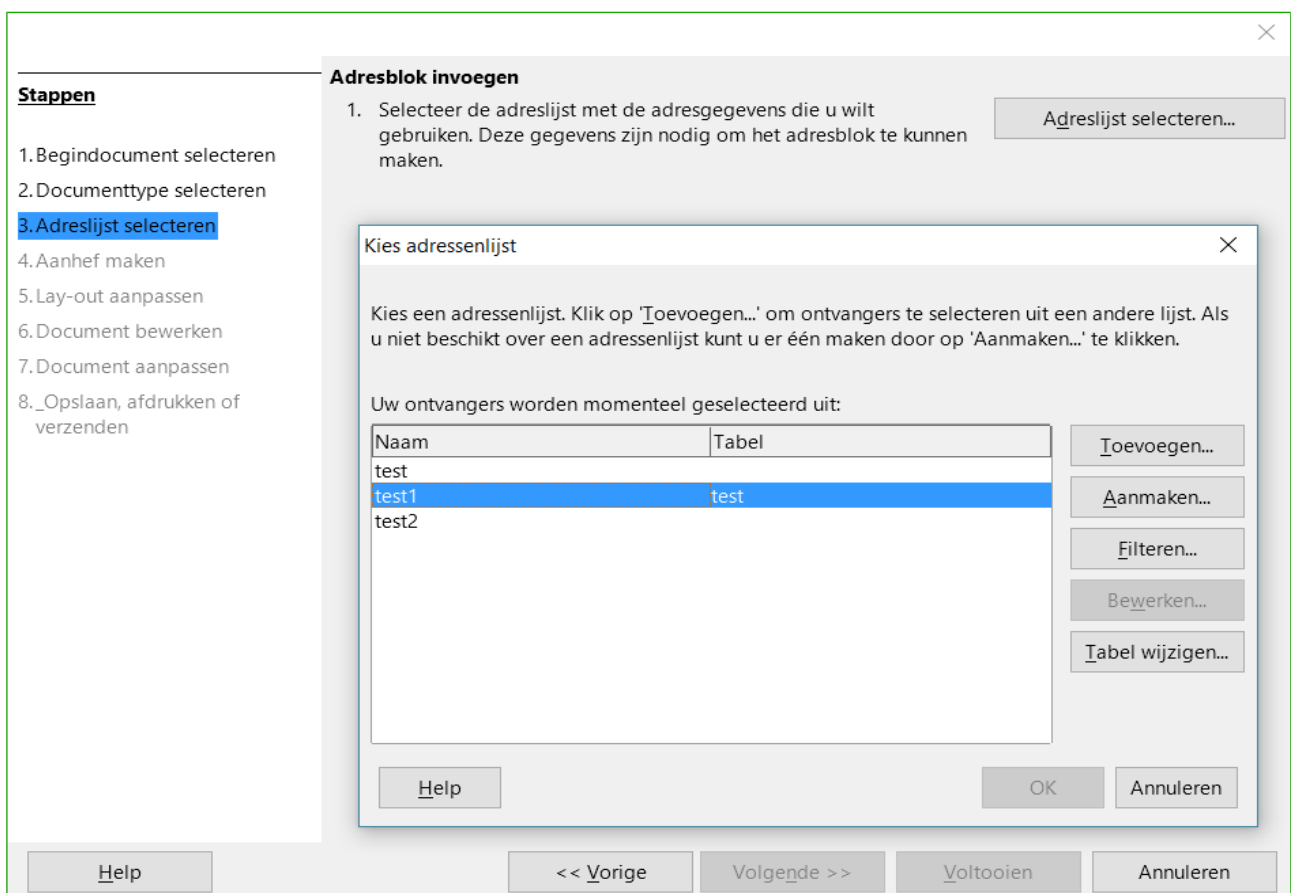 Stappen
1. Begindocument selecteren
2. Documenttype selecteren
3. Adreslijst selecteren
4. Aanhef maken
5. Lay-out aanpassen
6. Document bewerken
7. Document aanpassen
8. _Opslaan, afdrukken of
verzenden
Adresblok invoegen
1. Selecteer de adreslijst met de adresgegevens die u wilt
gebruiken. Deze gegevens zijn nodig om het adresblok te kunnen
maken.
Adreslijst selecteren...
Kies adressenlijst
Kies een adressenlijst. Klik op 'Toevoegen...' om ontvangers te selecteren uit een andere lijst. Als
u niet beschikt over een adressenlijst kunt u er één maken door op 'Aanmaken...' te klikken.
Uw ontvangers worden momenteel geselecteerd uit:
Naam Tabel
test
test1 test
test2
Toevoegen...
Aanmaken...
Filteren...
Bewerken...
Tabel wijzigen...
Help OK Annuleren
Help << Vorige Volgende >> Voltooien Annuleren